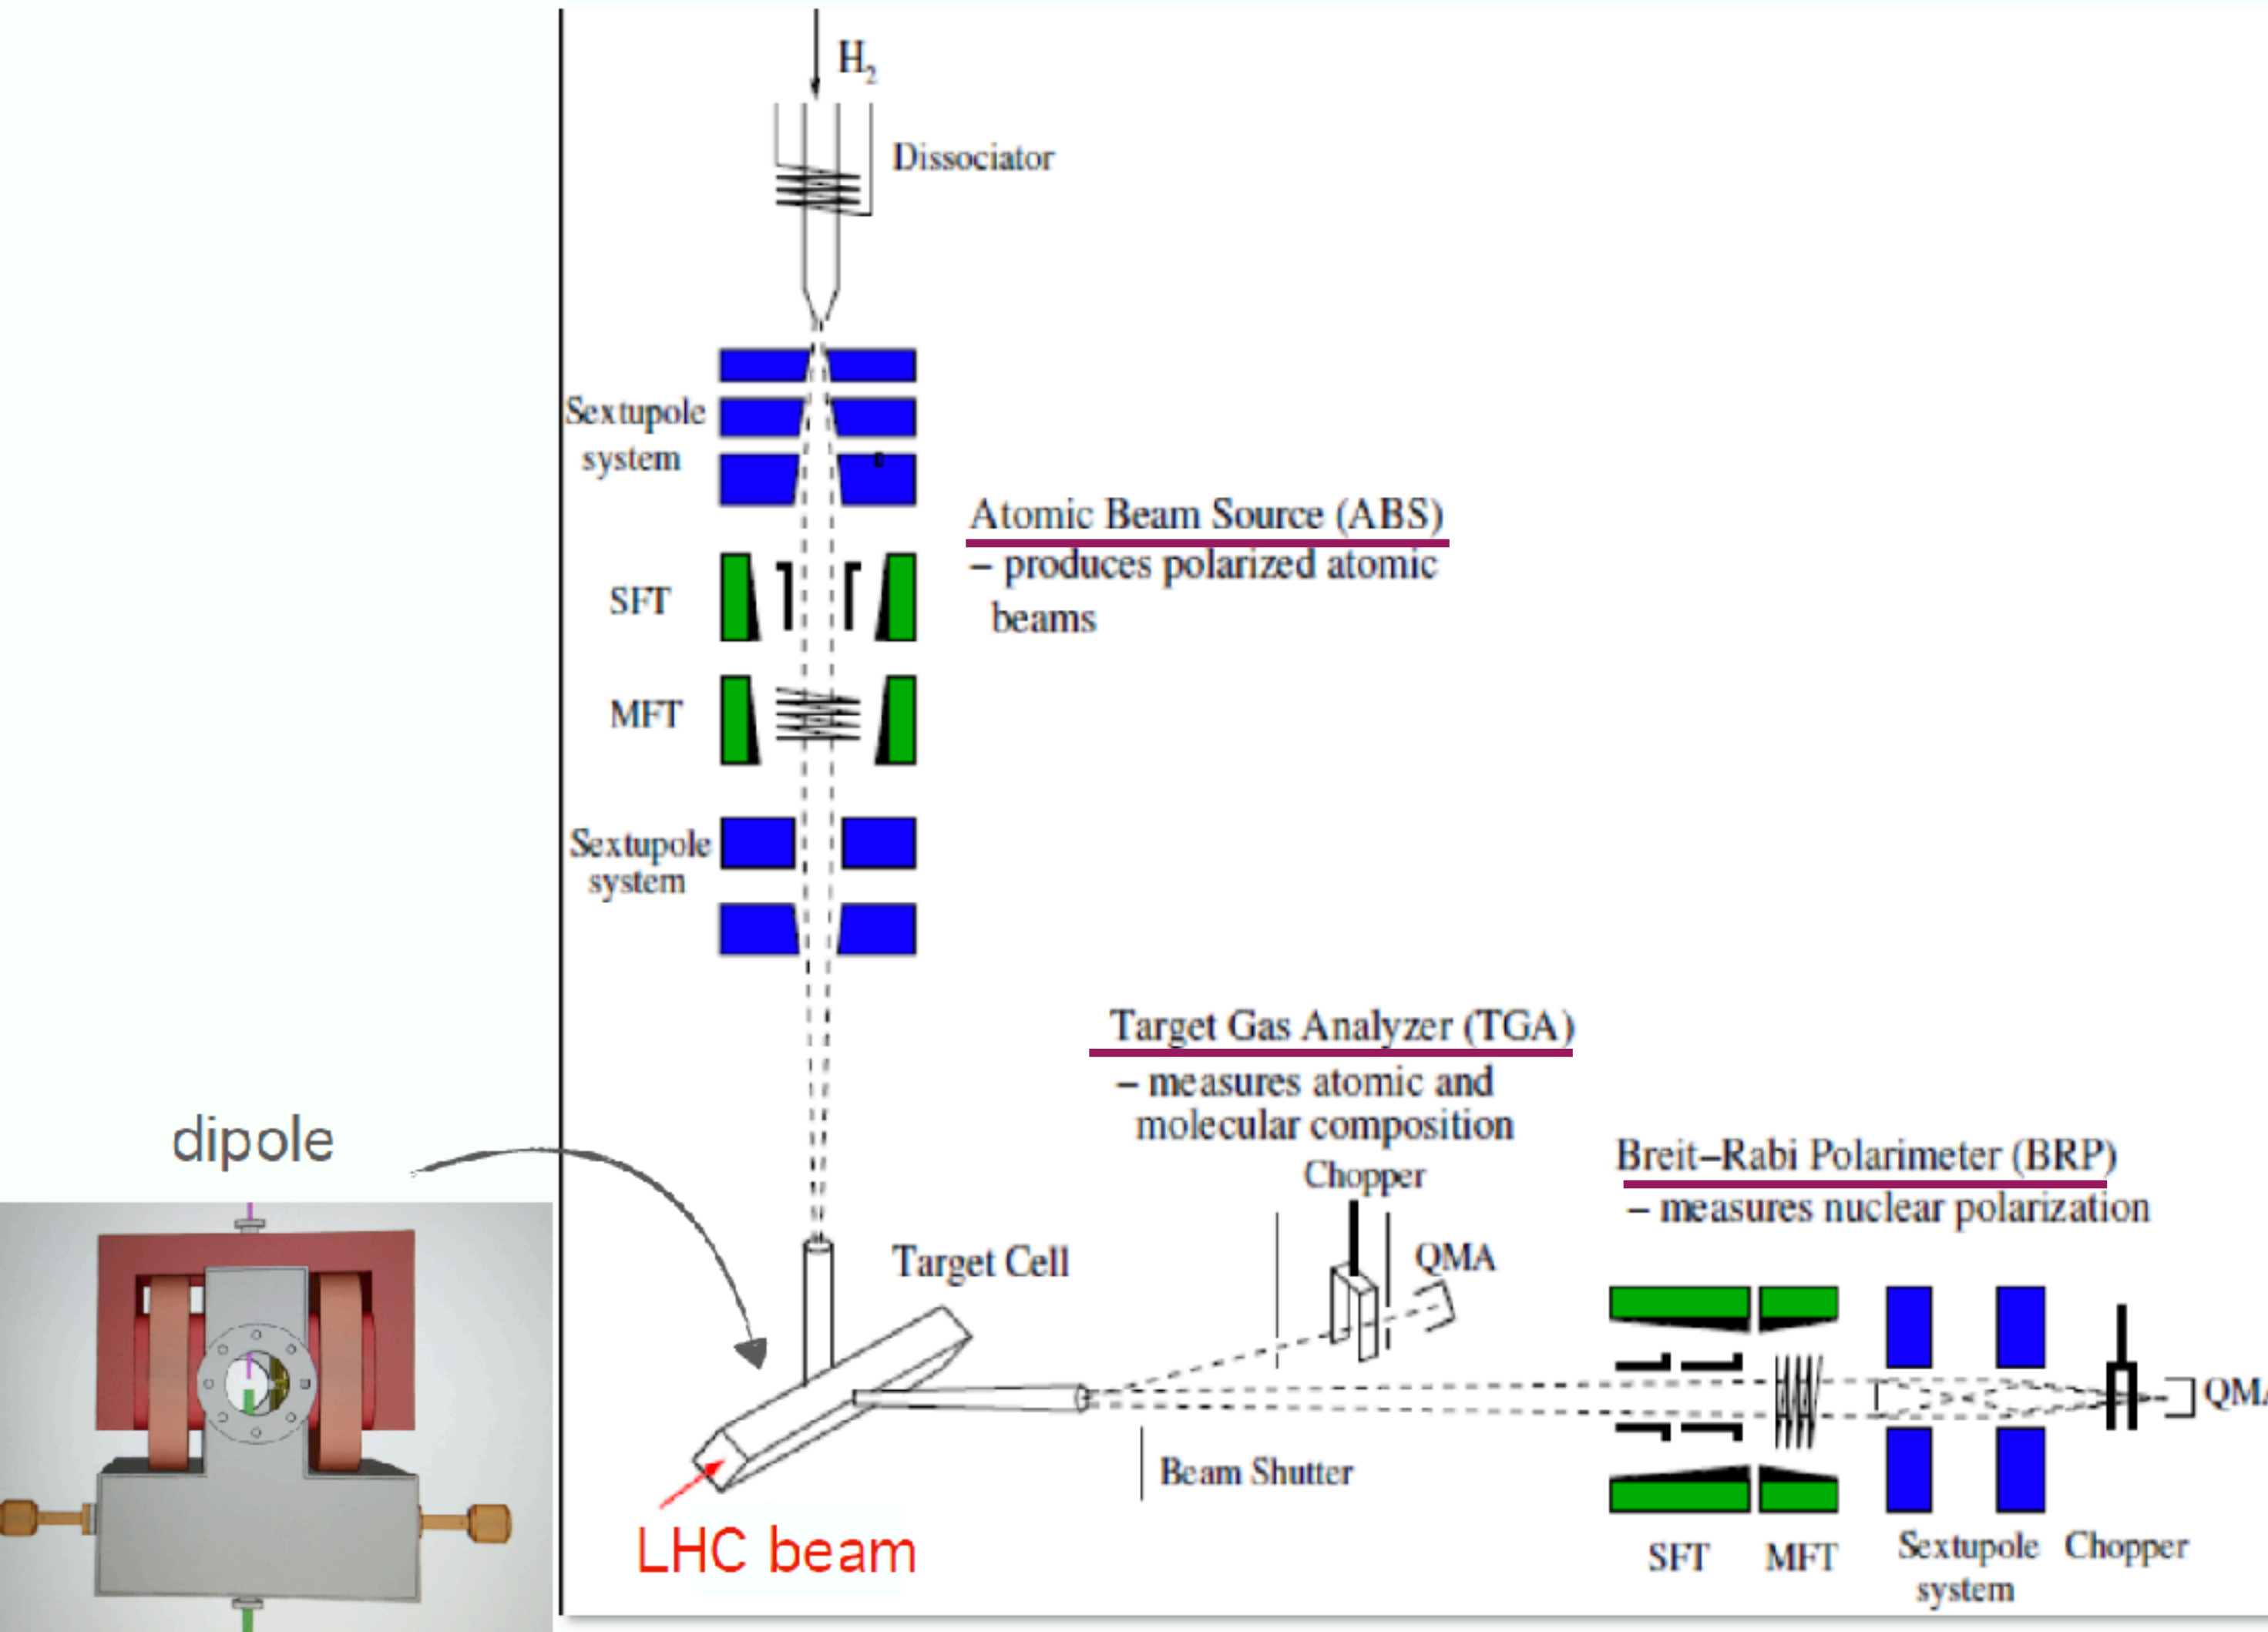 H₂
Dissociator
Sextupole
system
Atomic Beam Source (ABS)
– produces polarized atomic
beams
SFT
MFT
Sextupole
system
Target Gas Analyzer (TGA)
– measures atomic and
molecular composition
Chopper
QMA
dipole
Breit–Rabi Polarimeter (BRP)
– measures nuclear polarization
Target Cell
QMA
Beam Shutter
LHC beam
SFT MFT Sextupole Chopper
system